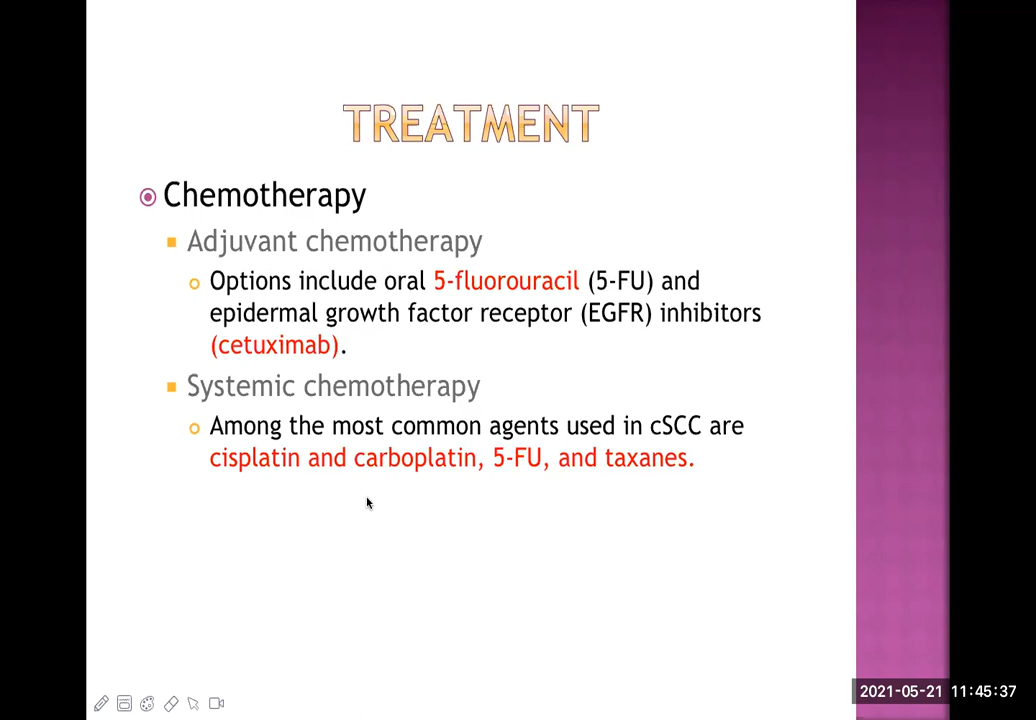 TREATMENT
Chemotherapy
Adjuvant chemotherapy
Options include oral 5-fluorouracil (5-FU) and
epidermal growth factor receptor (EGFR) inhibitors
(cetuximab).
Systemic chemotherapy
Among the most common agents used in cSCC are
cisplatin and carboplatin, 5-FU, and taxanes.
2021-05-21 11:45:37